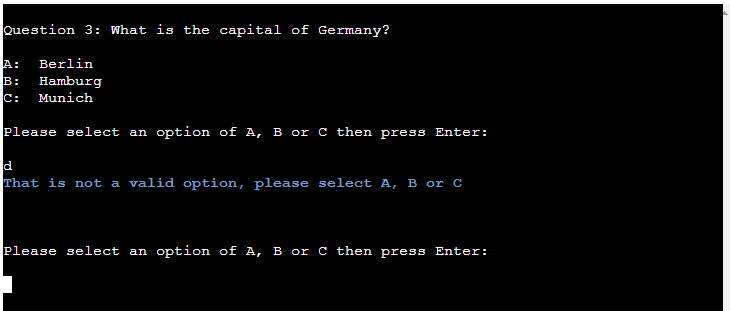 Question 3: What is the capital of Germany?
A: Berlin
B: Hamburg
C: Munich
Please select an option of A, B or C then press Enter:
d
That is not a valid option, please select A, B or C
Please select an option of A, B or C then press Enter: